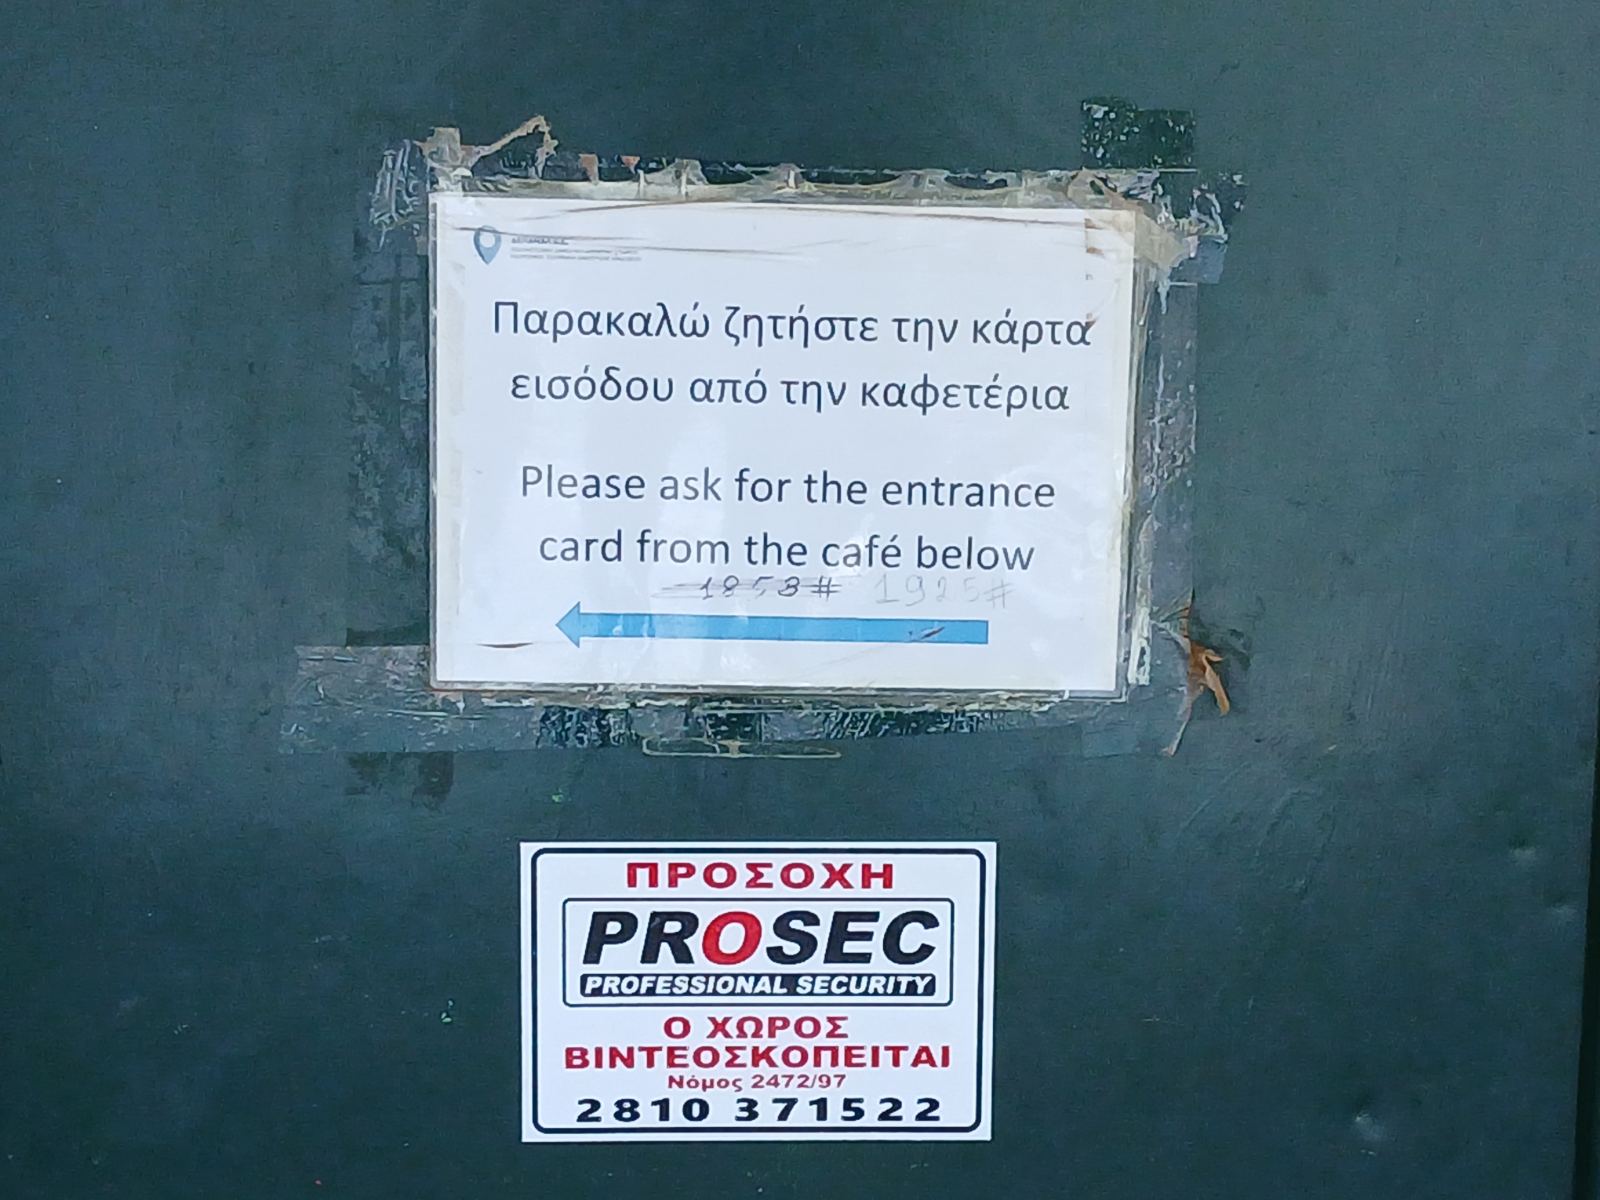 Παρακαλώ ζητήστε την κάρτα
εισόδου από την καφετέρια
Please ask for the entrance
card from the café below
1853# 1925#
ΠΡΟΣΟΧΗ
PROSEC
PROFESSIONAL SECURITY
Ο ΧΩΡΟΣ
ΒΙΝΤΕΟΣΚΟΠΕΙΤΑΙ
Νόμος 2472/97
2810 371522